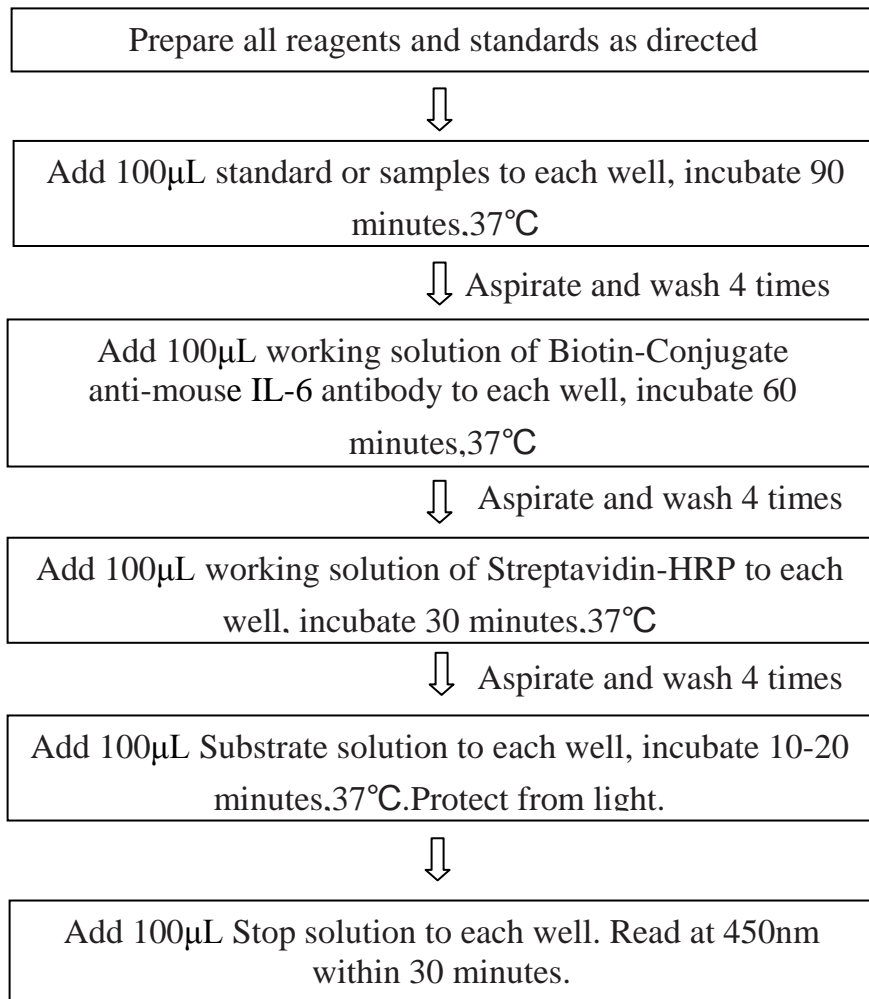 Prepare all reagents and standards as directed
Add 100μL standard or samples to each well, incubate 90
minutes,37℃
Aspirate and wash 4 times
Add 100μL working solution of Biotin-Conjugate
anti-mouse IL-6 antibody to each well, incubate 60
minutes,37℃
Aspirate and wash 4 times
Add 100μL working solution of Streptavidin-HRP to each
well, incubate 30 minutes,37℃
Aspirate and wash 4 times
Add 100μL Substrate solution to each well, incubate 10-20
minutes,37℃.Protect from light.
Add 100μL Stop solution to each well. Read at 450nm
within 30 minutes.